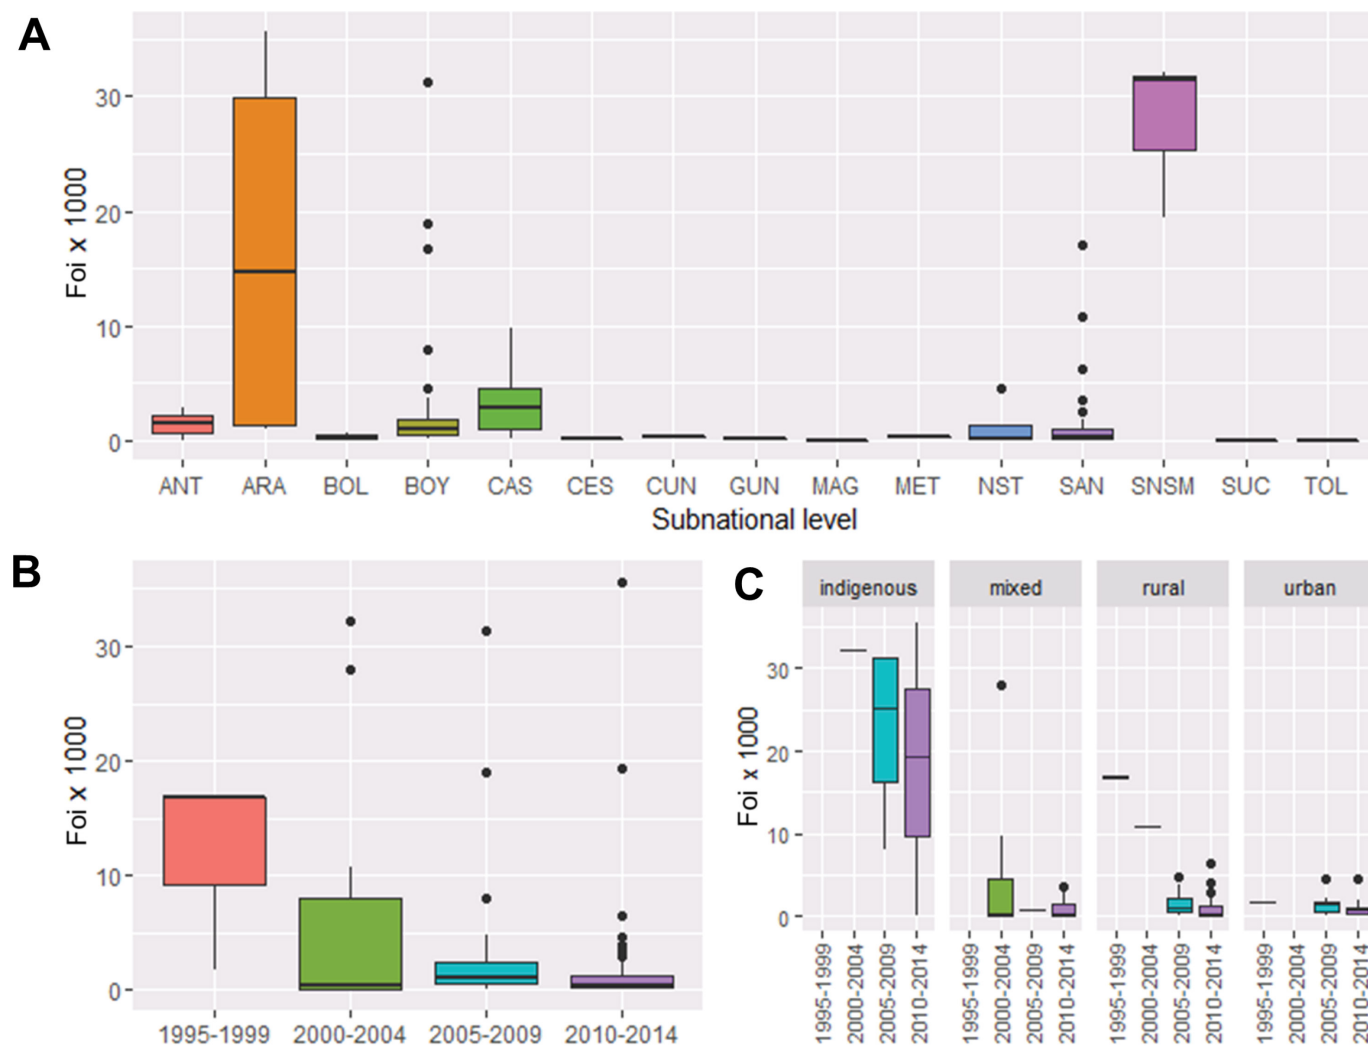 A
Foi x 1000
30
20
10
0
ANT ARA BOL BOY CAS CES CUN GUN MAG MET NST SAN SNSM SUC TOL
Subnational level
B
Foi x 1000
30
20
10
0
1995-1999 2000-2004 2005-2009 2010-2014
C
indigenous mixed rural urban
Foi x 1000
30
20
10
0
1995-1999 2000-2004 2005-2009 2010-2014 1995-1999 2000-2004 2005-2009 2010-2014 1995-1999 2000-2004 2005-2009 2010-2014 1995-1999 2000-2004 2005-2009 2010-2014